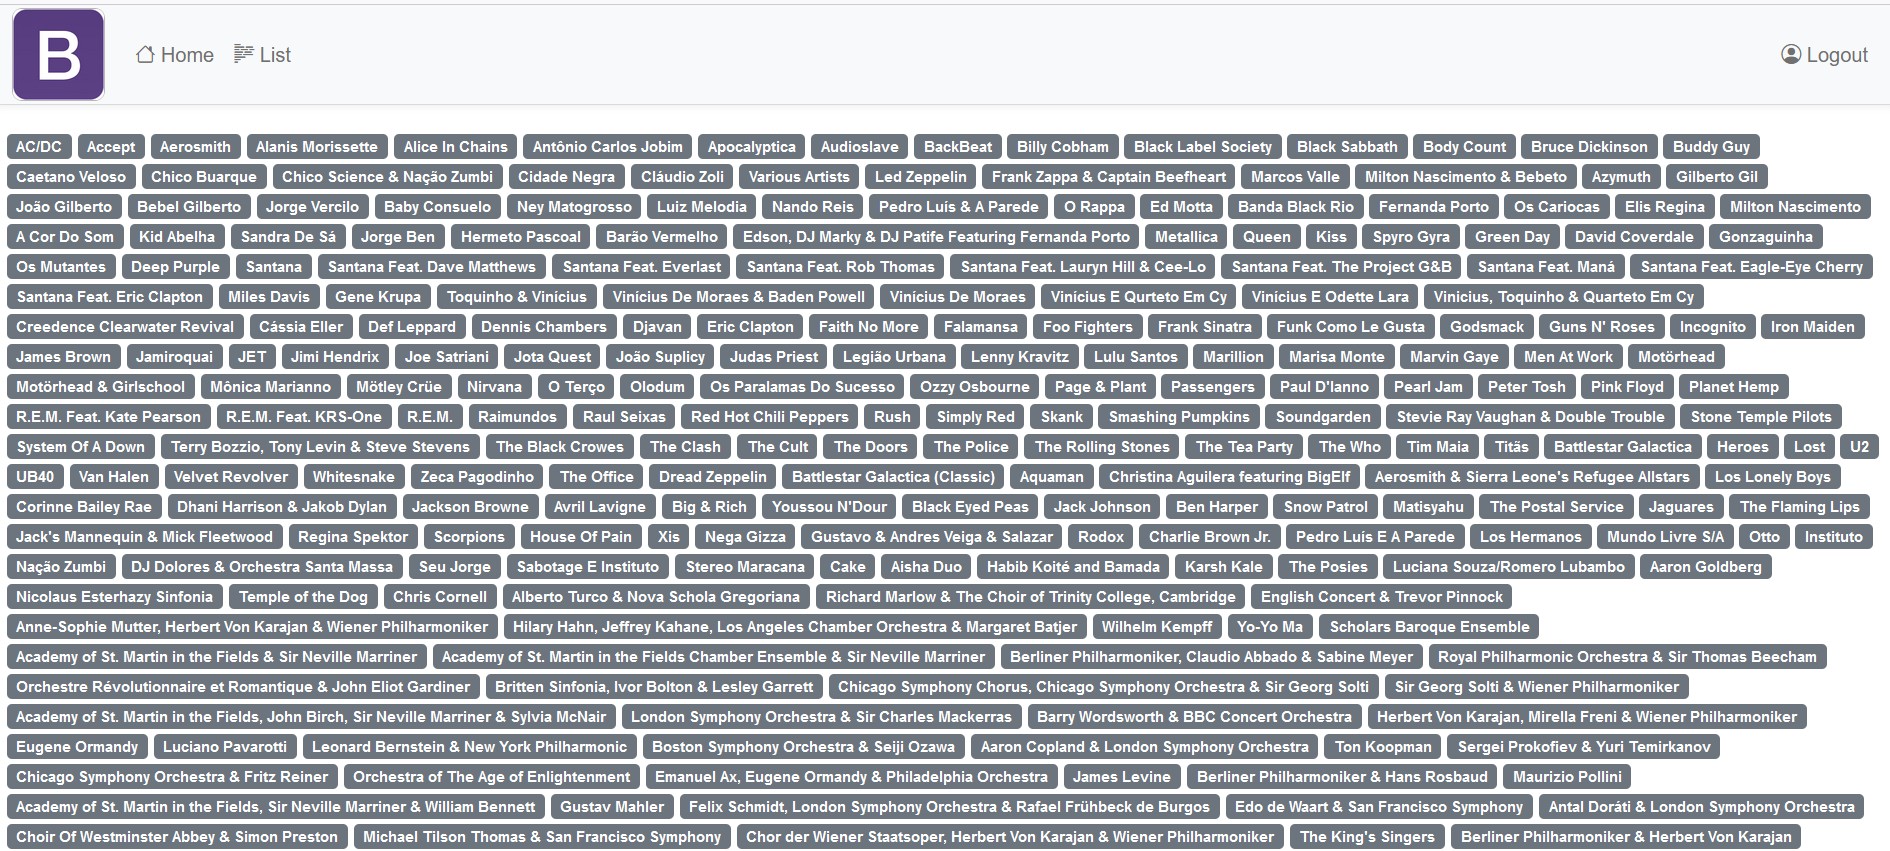 B Home List Logout
AC/DC Accept Aerosmith Alanis Morissette Alice In Chains Antônio Carlos Jobim Apocalyptica Audioslave BackBeat Billy Cobham Black Label Society Black Sabbath Body Count Bruce Dickinson Buddy Guy
Caetano Veloso Chico Buarque Chico Science & Nação Zumbi Cidade Negra Cláudio Zoli Various Artists Led Zeppelin Frank Zappa & Captain Beefheart Marcos Valle Milton Nascimento & Bebeto Azymuth Gilberto Gil
João Gilberto Bebel Gilberto Jorge Vercilo Baby Consuelo Ney Matogrosso Luiz Melodia Nando Reis Pedro Luís & A Parede O Rappa Ed Motta Banda Black Rio Fernanda Porto Os Cariocas Elis Regina Milton Nascimento
A Cor Do Som Kid Abelha Sandra De Sá Jorge Ben Hermeto Pascoal Barão Vermelho Edson, DJ Marky & DJ Patife Featuring Fernanda Porto Metallica Queen Kiss Spyro Gyra Green Day David Coverdale Gonzaguinha
Os Mutantes Deep Purple Santana Santana Feat. Dave Matthews Santana Feat. Everlast Santana Feat. Rob Thomas Santana Feat. Lauryn Hill & Cee-Lo Santana Feat. The Project G&B Santana Feat. Maná Santana Feat. Eagle-Eye Cherry
Santana Feat. Eric Clapton Miles Davis Gene Krupa Toquinho & Vinícius Vinícius De Moraes & Baden Powell Vinícius De Moraes Vinícius E Qurteto Em Cy Vinícius E Odette Lara Vinicius, Toquinho & Quarteto Em Cy
Creedence Clearwater Revival Cássia Eller Def Leppard Dennis Chambers Djavan Eric Clapton Faith No More Falamansa Foo Fighters Frank Sinatra Funk Como Le Gusta Godsmack Guns N' Roses Incognito Iron Maiden
James Brown Jamiroquai JET Jimi Hendrix Joe Satriani Jota Quest João Suplicy Judas Priest Legião Urbana Lenny Kravitz Lulu Santos Marillion Marisa Monte Marvin Gaye Men At Work Motörhead
Motörhead & Girlschool Mônica Marianno Mötley Crüe Nirvana O Terço Olodum Os Paralamas Do Sucesso Ozzy Osbourne Page & Plant Passengers Paul D'Ianno Pearl Jam Peter Tosh Pink Floyd Planet Hemp
R.E.M. Feat. Kate Pearson R.E.M. Feat. KRS-One R.E.M. Raimundos Raul Seixas Red Hot Chili Peppers Rush Simply Red Skank Smashing Pumpkins Soundgarden Stevie Ray Vaughan & Double Trouble Stone Temple Pilots
System Of A Down Terry Bozzio, Tony Levin & Steve Stevens The Black Crowes The Clash The Cult The Doors The Police The Rolling Stones The Tea Party The Who Tim Maia Titãs Battlestar Galactica Heroes Lost U2
UB40 Van Halen Velvet Revolver Whitesnake Zeca Pagodinho The Office Dread Zeppelin Battlestar Galactica (Classic) Aquaman Christina Aguilera featuring BigElf Aerosmith & Sierra Leone's Refugee Allstars Los Lonely Boys
Corinne Bailey Rae Dhani Harrison & Jakob Dylan Jackson Browne Avril Lavigne Big & Rich Youssou N'Dour Black Eyed Peas Jack Johnson Ben Harper Snow Patrol Matisyahu The Postal Service Jaguares The Flaming Lips
Jack's Mannequin & Mick Fleetwood Regina Spektor Scorpions House Of Pain Xis Nega Gizza Gustavo & Andres Veiga & Salazar Rodox Charlie Brown Jr. Pedro Luís E A Parede Los Hermanos Mundo Livre S/A Otto Instituto
Nação Zumbi DJ Dolores & Orchestra Santa Massa Seu Jorge Sabotage E Instituto Stereo Maracana Cake Aisha Duo Habib Koité and Bamada Karsh Kale The Posies Luciana Souza/Romero Lubambo Aaron Goldberg
Nicolaus Esterhazy Sinfonia Temple of the Dog Chris Cornell Alberto Turco & Nova Schola Gregoriana Richard Marlow & The Choir of Trinity College, Cambridge English Concert & Trevor Pinnock
Anne-Sophie Mutter, Herbert Von Karajan & Wiener Philharmoniker Hilary Hahn, Jeffrey Kahane, Los Angeles Chamber Orchestra & Margaret Batjer Wilhelm Kempff Yo-Yo Ma Scholars Baroque Ensemble
Academy of St. Martin in the Fields & Sir Neville Marriner Academy of St. Martin in the Fields Chamber Ensemble & Sir Neville Marriner Berliner Philharmoniker, Claudio Abbado & Sabine Meyer Royal Philharmonic Orchestra & Sir Thomas Beecham
Orchestre Révolutionnaire et Romantique & John Eliot Gardiner Britten Sinfonia, Ivor Bolton & Lesley Garrett Chicago Symphony Chorus, Chicago Symphony Orchestra & Sir Georg Solti Sir Georg Solti & Wiener Philharmoniker
Academy of St. Martin in the Fields, John Birch, Sir Neville Marriner & Sylvia McNair London Symphony Orchestra & Sir Charles Mackerras Barry Wordsworth & BBC Concert Orchestra Herbert Von Karajan, Mirella Freni & Wiener Philharmoniker
Eugene Ormandy Luciano Pavarotti Leonard Bernstein & New York Philharmonic Boston Symphony Orchestra & Seiji Ozawa Aaron Copland & London Symphony Orchestra Ton Koopman Sergei Prokofiev & Yuri Temirkanov
Chicago Symphony Orchestra & Fritz Reiner Orchestra of The Age of Enlightenment Emanuel Ax, Eugene Ormandy & Philadelphia Orchestra James Levine Berliner Philharmoniker & Hans Rosbaud Maurizio Pollini
Academy of St. Martin in the Fields, Sir Neville Marriner & William Bennett Gustav Mahler Felix Schmidt, London Symphony Orchestra & Rafael Frühbeck de Burgos Edo de Waart & San Francisco Symphony Antal Doráti & London Symphony Orchestra
Choir Of Westminster Abbey & Simon Preston Michael Tilson Thomas & San Francisco Symphony Chor der Wiener Staatsoper, Herbert Von Karajan & Wiener Philharmoniker The King's Singers Berliner Philharmoniker & Herbert Von Karajan